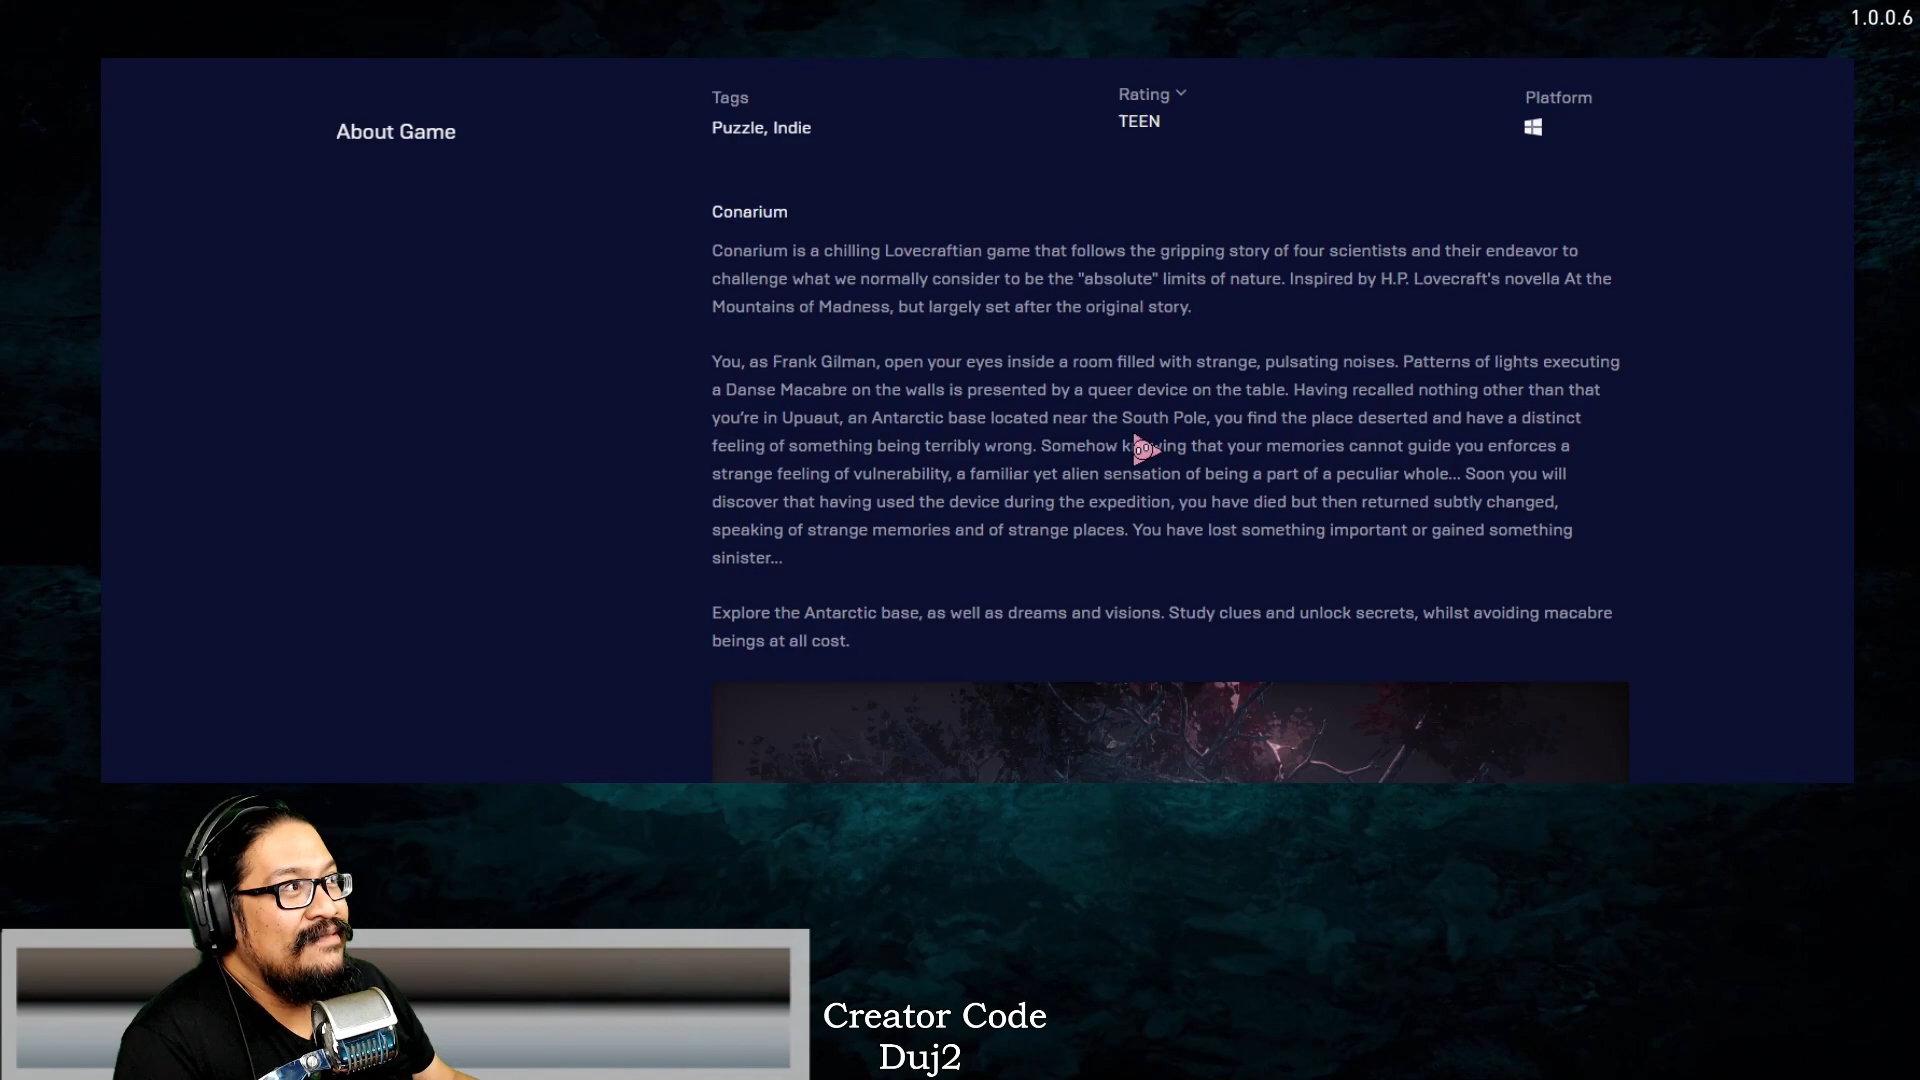 1.0.0.6
About Game
Tags
Puzzle, Indie
Rating
TEEN
Platform
Conarium
Conarium is a chilling Lovecraftian game that follows the gripping story of four scientists and their endeavor to
challenge what we normally consider to be the "absolute" limits of nature. Inspired by H.P. Lovecraft's novella At the
Mountains of Madness, but largely set after the original story.
You, as Frank Gilman, open your eyes inside a room filled with strange, pulsating noises. Patterns of lights executing
a Danse Macabre on the walls is presented by a queer device on the table. Having recalled nothing other than that
you're in Upuaut, an Antarctic base located near the South Pole, you find the place deserted and have a distinct
feeling of something being terribly wrong. Somehow knowing that your memories cannot guide you enforces a
strange feeling of vulnerability, a familiar yet alien sensation of being a part of a peculiar whole... Soon you will
discover that having used the device during the expedition, you have died but then returned subtly changed,
speaking of strange memories and of strange places. You have lost something important or gained something
sinister...
Explore the Antarctic base, as well as dreams and visions. Study clues and unlock secrets, whilst avoiding macabre
beings at all cost.
Creator Code
Duj2